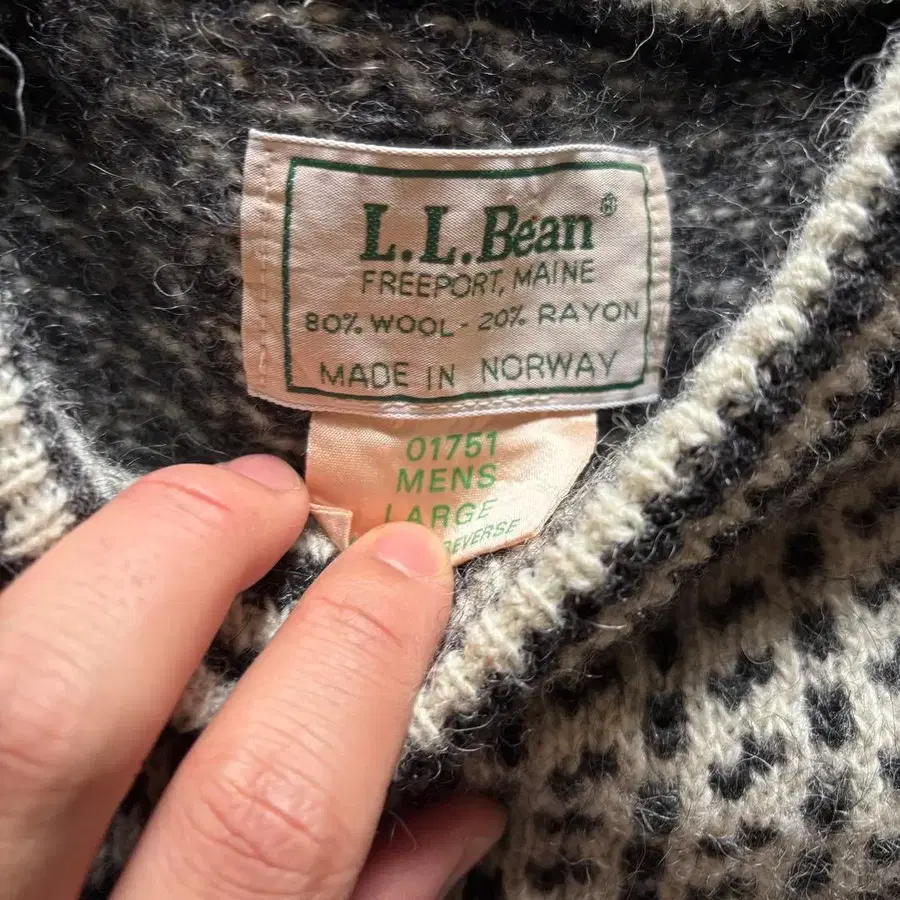 L.L.Bean®
FREEPORT, MAINE
80% WOOL - 20% RAYON
MADE IN NORWAY
01751
MENS
LARGE
REVERSE